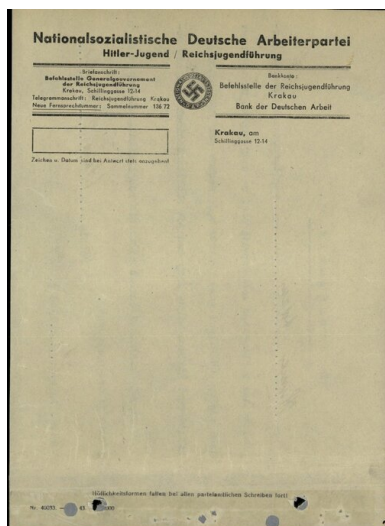 Nationalsozialistische Deutsche Arbeiterpartei
Hitler-Jugend / Reichsjugendführung
Briefanschrift:
Befehlsstelle Generalgouvernement
der Reichsjugendführung
Krakau, Schillinggasse 12-14
Telegrammanschrift: Reichsjugendführung Krakau
Neue Fernsprechnummer: Sammelnummer 156 72
Bankkonto:
Befehlsstelle der Reichsjugendführung
Krakau
Bank der Deutschen Arbeit
Krakau, am
Schillinggasse 12-14
Zeichen u. Datum sind bei Antwort stets anzugeben!
Höflichkeitsformen fallen bei allen parteiamtlichen Schreiben fort!